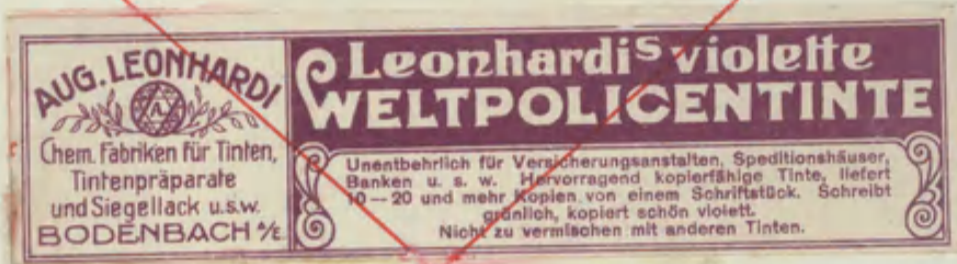 AUG. LEONHARDI
A
Chem. Fabriken für Tinten,
Tintenpräparate
und Siegellack u.s.w.
BODENBACH a/E
Leonhardis violette
WELTPOLICENTINTE
Unentbehrlich für Versicherungsanstalten, Speditionshäuser,
Banken u. s. w. Hervorragend kopierfähige Tinte, liefert
10—20 und mehr Kopien von einem Schriftstück. Schreibt
grünlich, kopiert schön violett.
Nicht zu vermischen mit anderen Tinten.